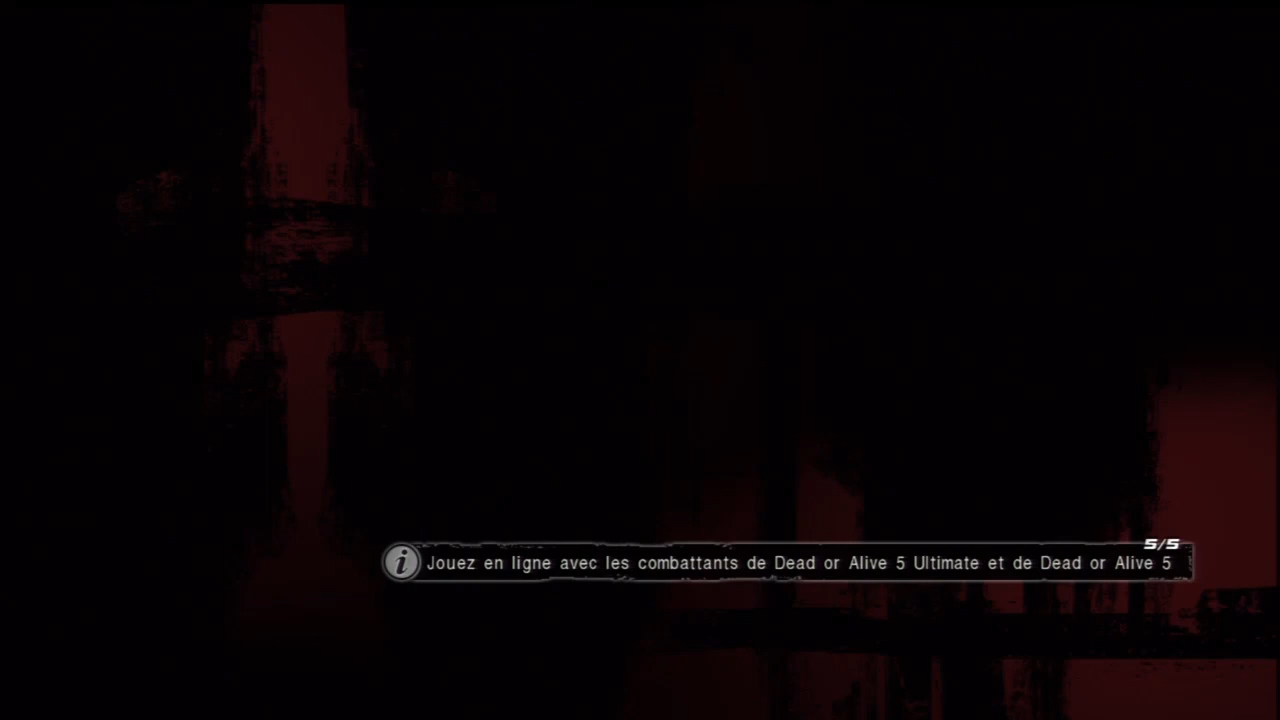 5/5
i Jouez en ligne avec les combattants de Dead or Alive 5 Ultimate et de Dead or Alive 5